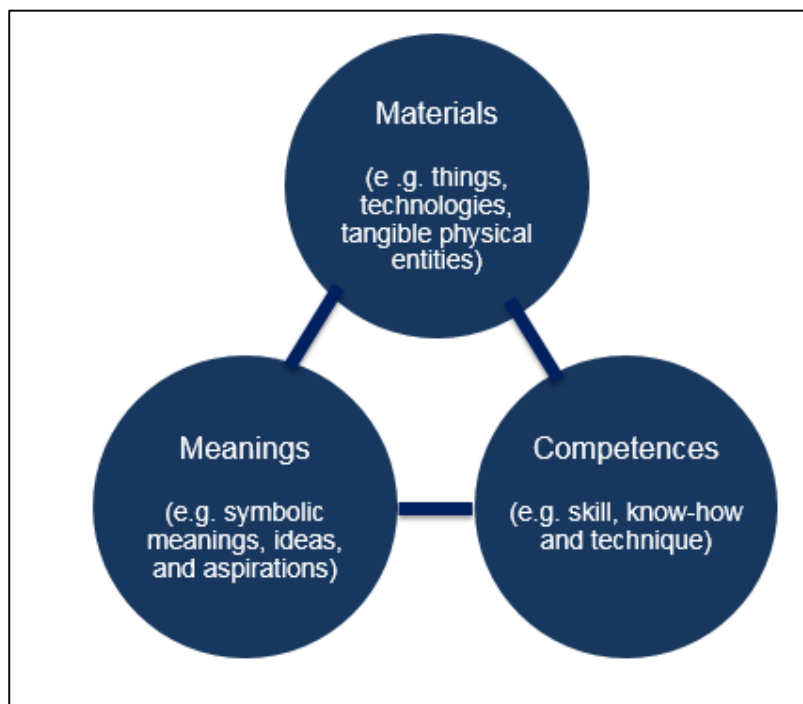 Materials
(e .g. things,
technologies,
tangible physical
entities)
Meanings
(e.g. symbolic
meanings, ideas,
and aspirations)
Competences
(e.g. skill, know-how
and technique)